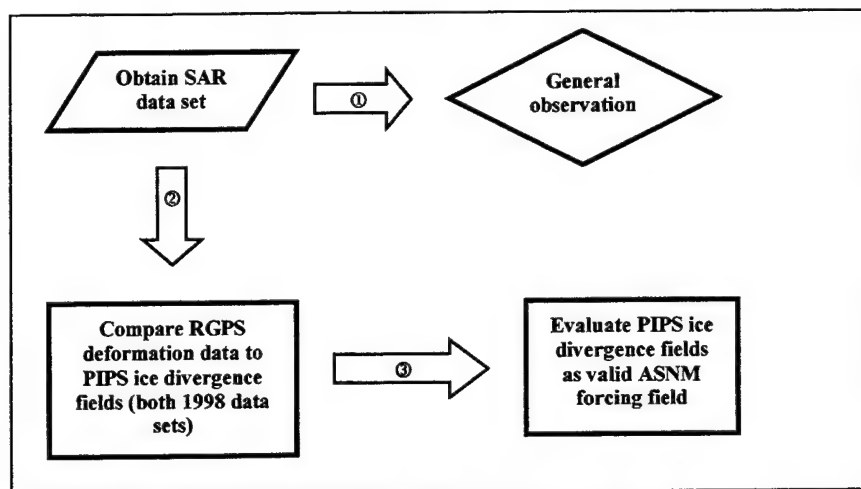 Obtain SAR
data set
①
General
observation
②
Compare RGPS
deformation data to
PIPS ice divergence
fields (both 1998 data
sets)
③
Evaluate PIPS ice
divergence fields
as valid ASNM
forcing field